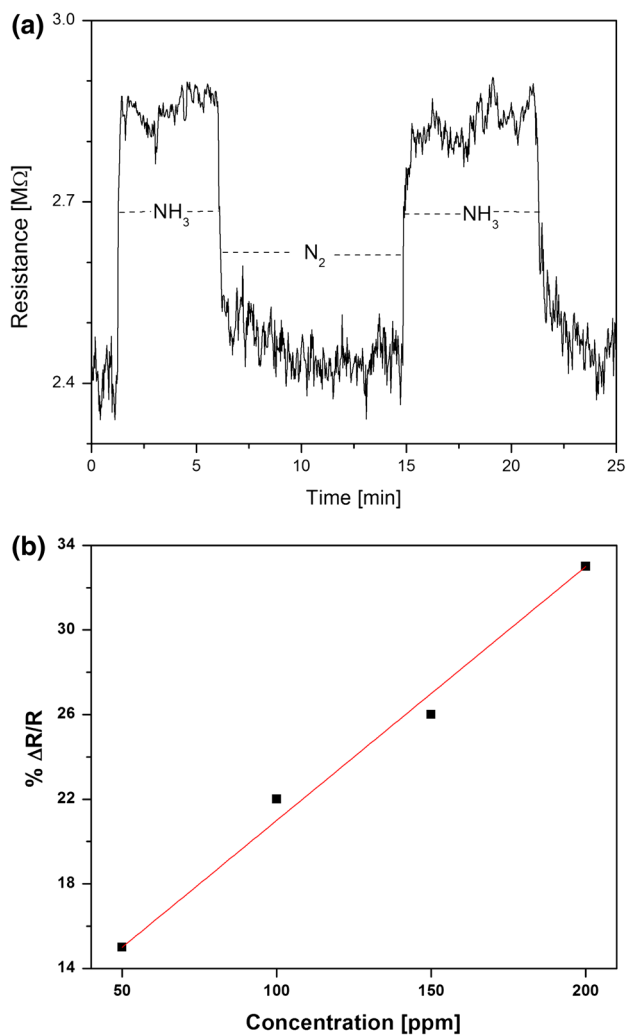 (a)
3.0
2.7
2.4
Resistance [MΩ]
NH₃
N₂
NH₃
0
5
10
15
20
25
Time [min]
(b)
34
30
26
22
18
14
% ΔR/R
50
100
150
200
Concentration [ppm]